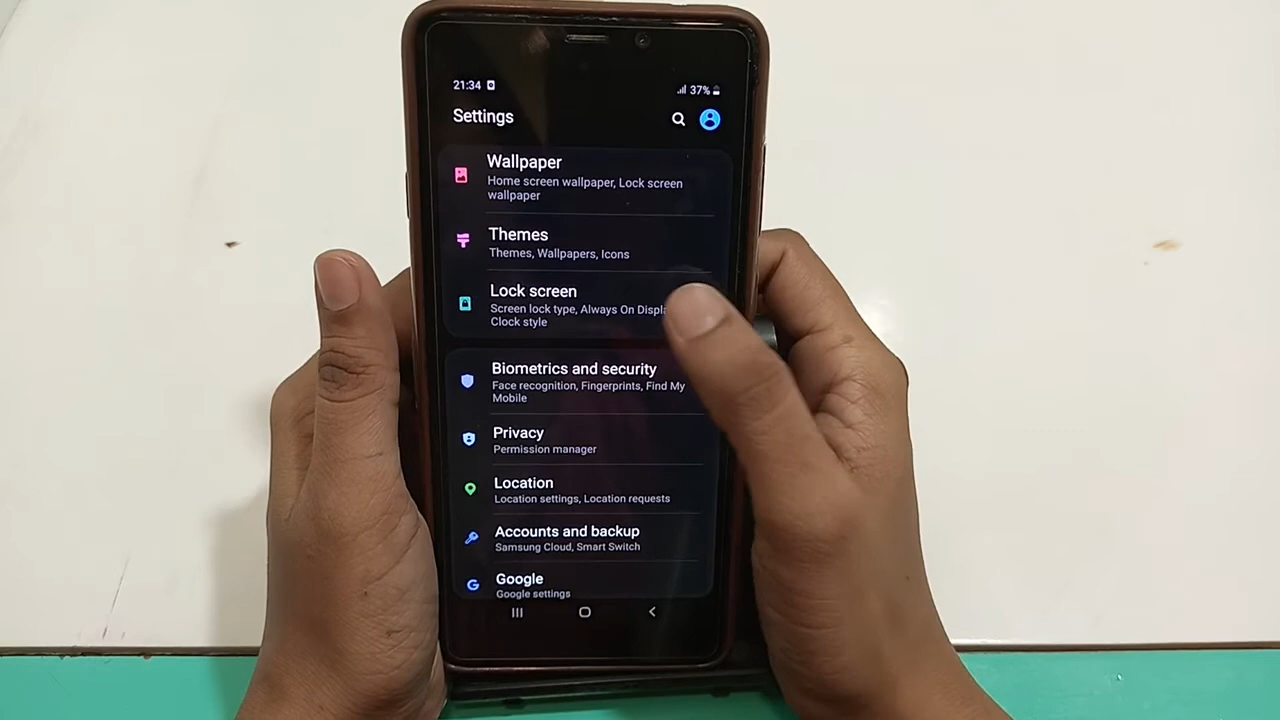 21:34
37%
Settings
Wallpaper
Home screen wallpaper, Lock screen
wallpaper
Themes
Themes, Wallpapers, Icons
Lock screen
Screen lock type, Always On
Clock style
Biometrics and security
Face recognition, Fingerprints, Find My
Mobile
Privacy
Permission manager
Location
Location settings, Location requests
Accounts and backup
Samsung Cloud, Smart Switch
Google
Google settings